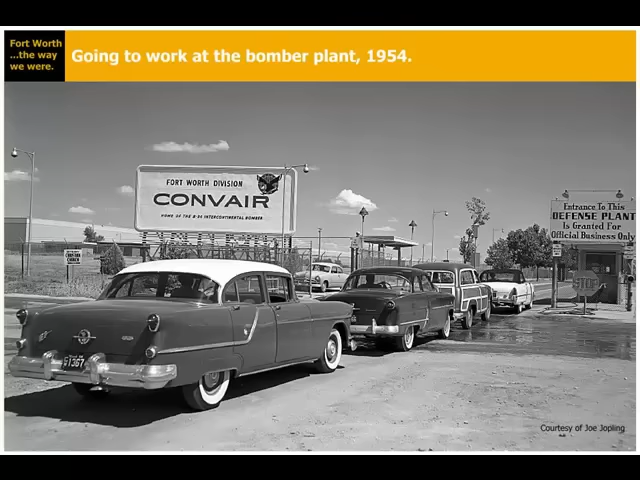 Fort Worth
...the way
we were.
Going to work at the bomber plant, 1954.
FORT WORTH DIVISION
CONVAIR
HOME OF THE B-36 INTERCONTINENTAL BOMBER
Entrance To This
DEFENSE PLANT
Is Granted For
Official Business Only
STOP
51367
Courtesy of Joe Jopling